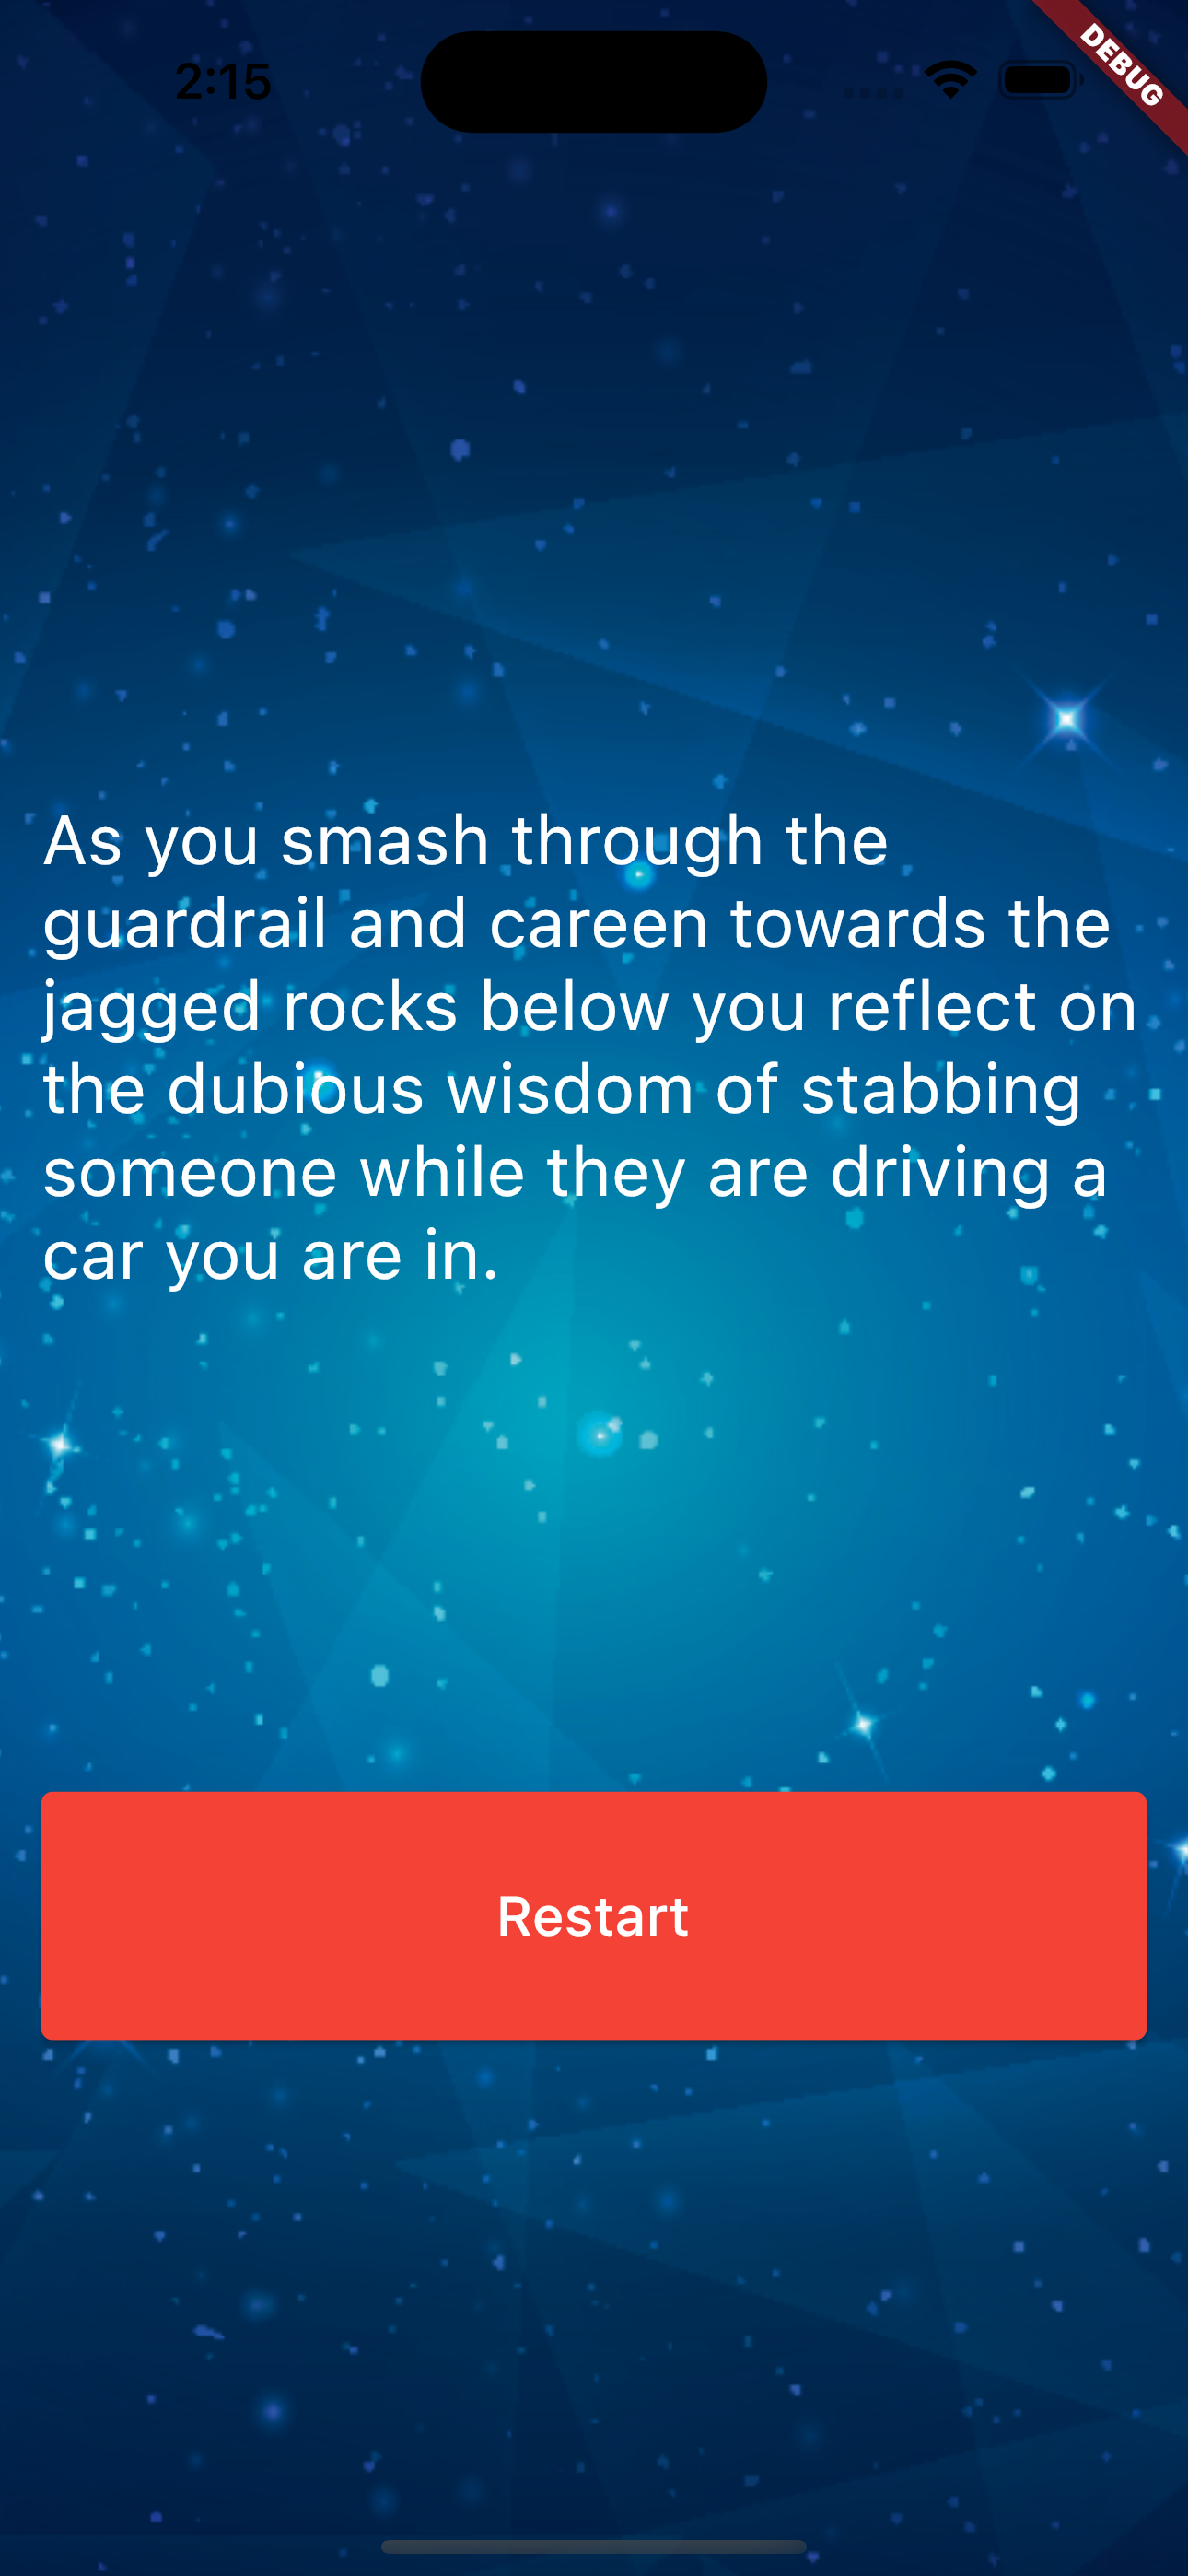 2:15
DEBUG
As you smash through the
guardrail and careen towards the
jagged rocks below you reflect on
the dubious wisdom of stabbing
someone while they are driving a
car you are in.
Restart